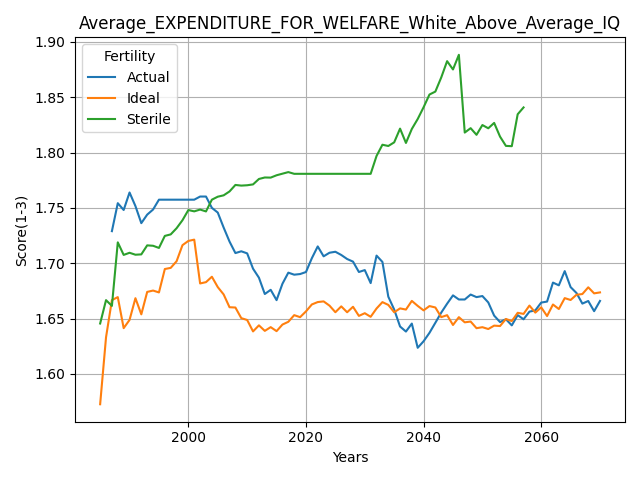 Average_EXPENDITURE_FOR_WELFARE_White_Above_Average_IQ
Fertility
Actual
Ideal
Sterile
Score(1-3)
1.90
1.85
1.80
1.75
1.70
1.65
1.60
2000
2020
2040
2060
Years